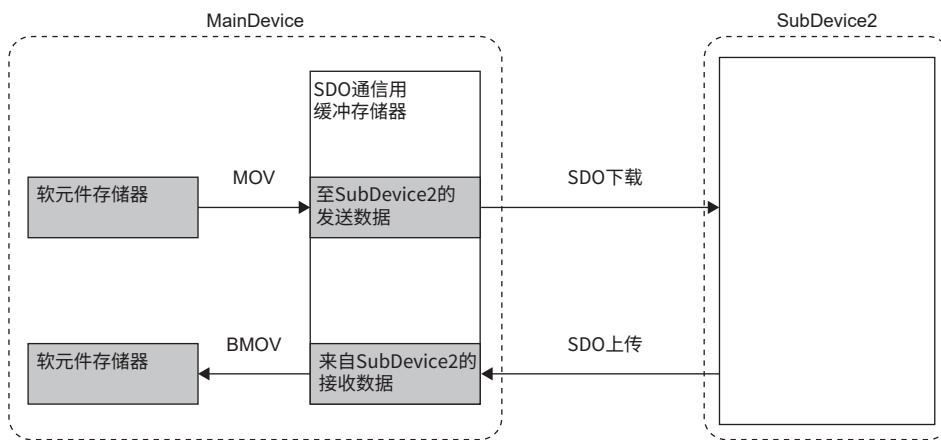 MainDevice
SubDevice2
SDO通信用
缓冲存储器
软元件存储器
MOV
至SubDevice2的
发送数据
SDO下载
软元件存储器
BMOV
来自SubDevice2的
接收数据
SDO上传